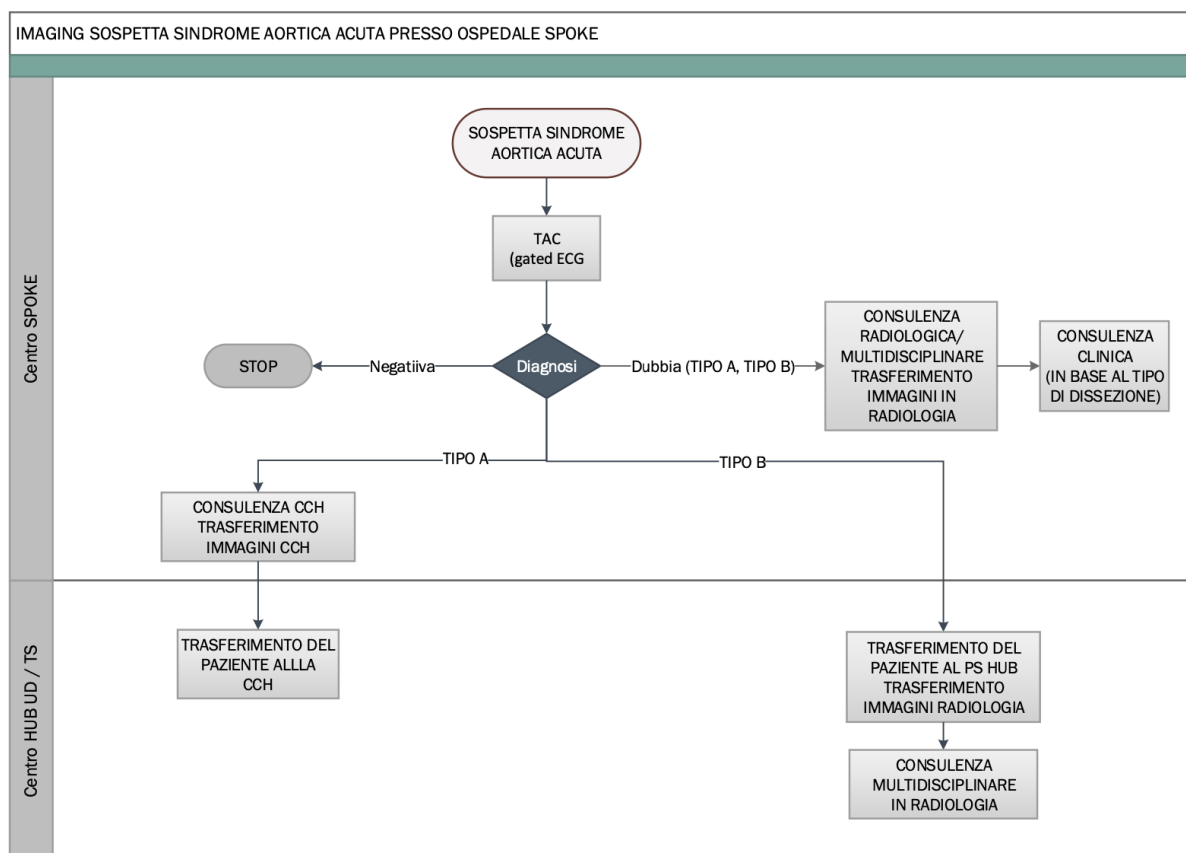 IMAGING SOSPETTA SINDROME AORTICA ACUTA PRESSO OSPEDALE SPOKE
Centro SPOKE
SOSPETTA SINDROME
AORTICA ACUTA
TAC
(gated ECG
Diagnosi
Negatiiva
STOP
Dubbia (TIPO A, TIPO B)
CONSULENZA
RADIOLOGICA/
MULTIDISCIPLINARE
TRASFERIMENTO
IMMAGINI IN
RADIOLOGIA
CONSULENZA
CLINICA
(IN BASE AL TIPO
DI DISSEZIONE)
TIPO A
TIPO B
CONSULENZA CCH
TRASFERIMENTO
IMMAGINI CCH
Centro HUB UD / TS
TRASFERIMENTO DEL
PAZIENTE ALLLA
CCH
TRASFERIMENTO DEL
PAZIENTE AL PS HUB
TRASFERIMENTO
IMMAGINI RADIOLOGIA
CONSULENZA
MULTIDISCIPLINARE
IN RADIOLOGIA